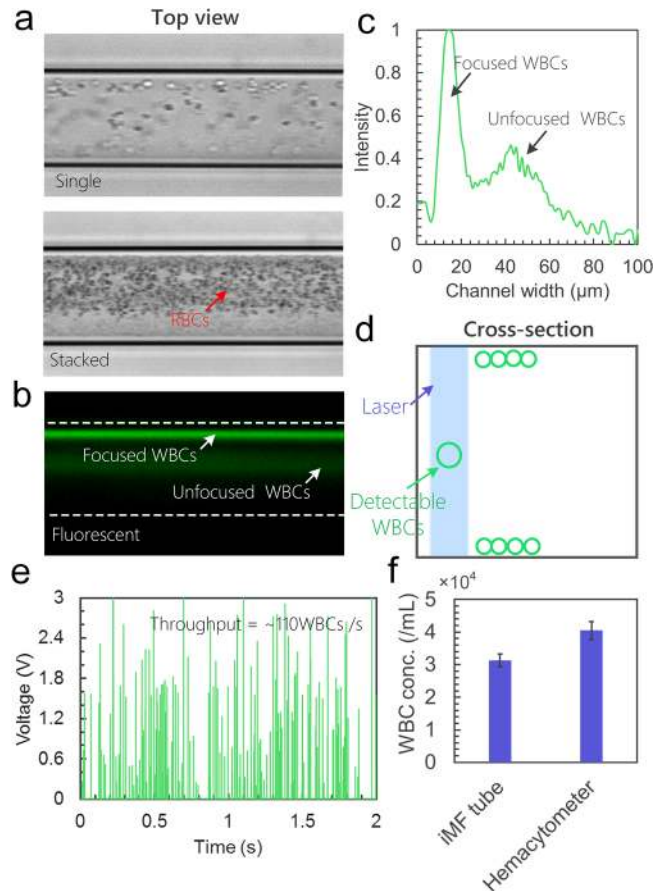 a
Top view
Single
RBCs
Stacked
b
Focused WBCs
Unfocused WBCs
Fluorescent
c
1
0.8
0.6
0.4
0.2
0
Intensity
Focused WBCs
Unfocused WBCs
0 20 40 60 80 100
Channel width (µm)
d
Cross-section
Laser
Detectable
WBCs
e
3
2.4
1.8
1.2
0.6
0
Voltage (V)
Throughput = ~110WBCs /s
0 0.5 1 1.5 2
Time (s)
f
×10⁴
5
4
3
2
1
0
WBC conc. (/mL)
iMF tube
Hemacytometer